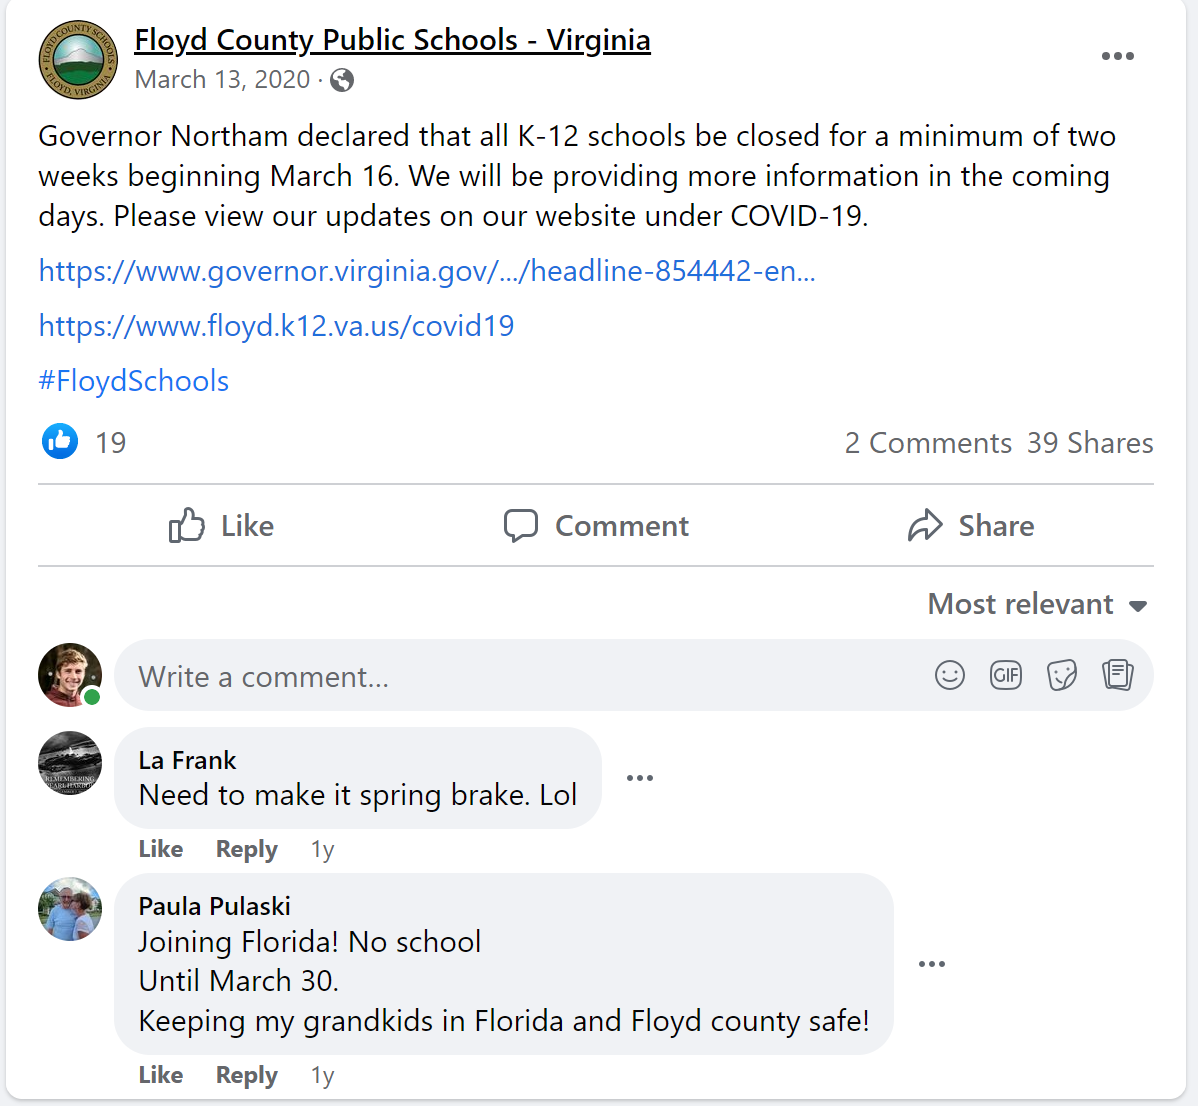 FLOYD COUNTY SCHOOLS
FLOYD, VIRGINIA
Floyd County Public Schools - Virginia
March 13, 2020 ·
Governor Northam declared that all K-12 schools be closed for a minimum of two
weeks beginning March 16. We will be providing more information in the coming
days. Please view our updates on our website under COVID-19.
https://www.governor.virginia.gov/.../headline-854442-en...
https://www.floyd.k12.va.us/covid19
#FloydSchools
19
2 Comments 39 Shares
Like Comment Share
Most relevant
Write a comment...
GIF
La Frank
REMEMBERING
PEARL HARBOR
Need to make it spring brake. Lol
Like Reply 1y
Paula Pulaski
Joining Florida! No school
Until March 30.
Keeping my grandkids in Florida and Floyd county safe!
Like Reply 1y